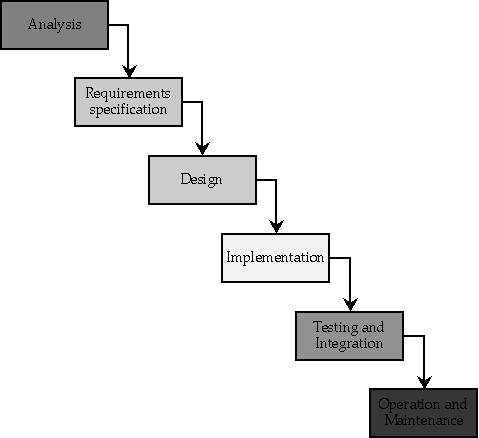 Analysis
Requirements
specification
Design
Implementation
Testing and
Integration
Operation and
Maintenance